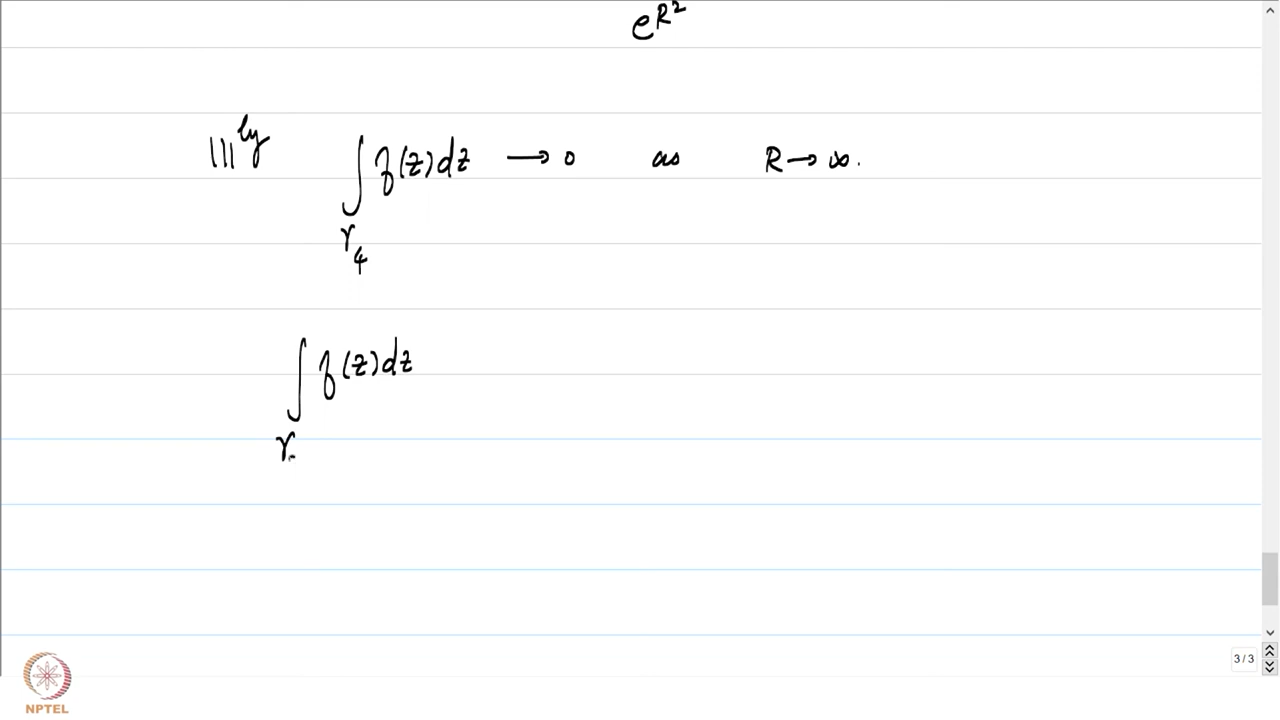 e^{R^2}
|||^{ly} ∫_{γ_4} f(z)dz → 0 as R → ∞.
∫_{γ} f(z)dz
3 / 3
NPTEL